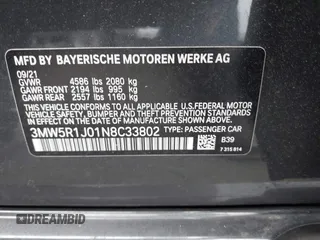 MFD BY BAYERISCHE MOTOREN WERKE AG
09/21
GVWR 4586 lbs 2080 kg
GAWR FRONT 2194 lbs 995 kg
GAWR REAR 2557 lbs 1160 kg
THIS VEHICLE CONFORMS TO ALL APPLICABLE U.S. FEDERAL MOTOR
VEHICLE SAFETY, BUMPER, AND THEFT PREVENTION STANDARDS
IN EFFECT ON THE DATE OF MANUFACTURE SHOWN ABOVE.
3MW5R1J01N8C33802 TYPE: PASSENGER CAR
B39
7 315 814
DREAMBID